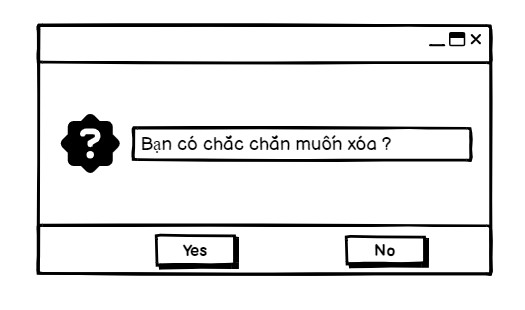 Bạn có chắc chắn muốn xóa ?
Yes
No